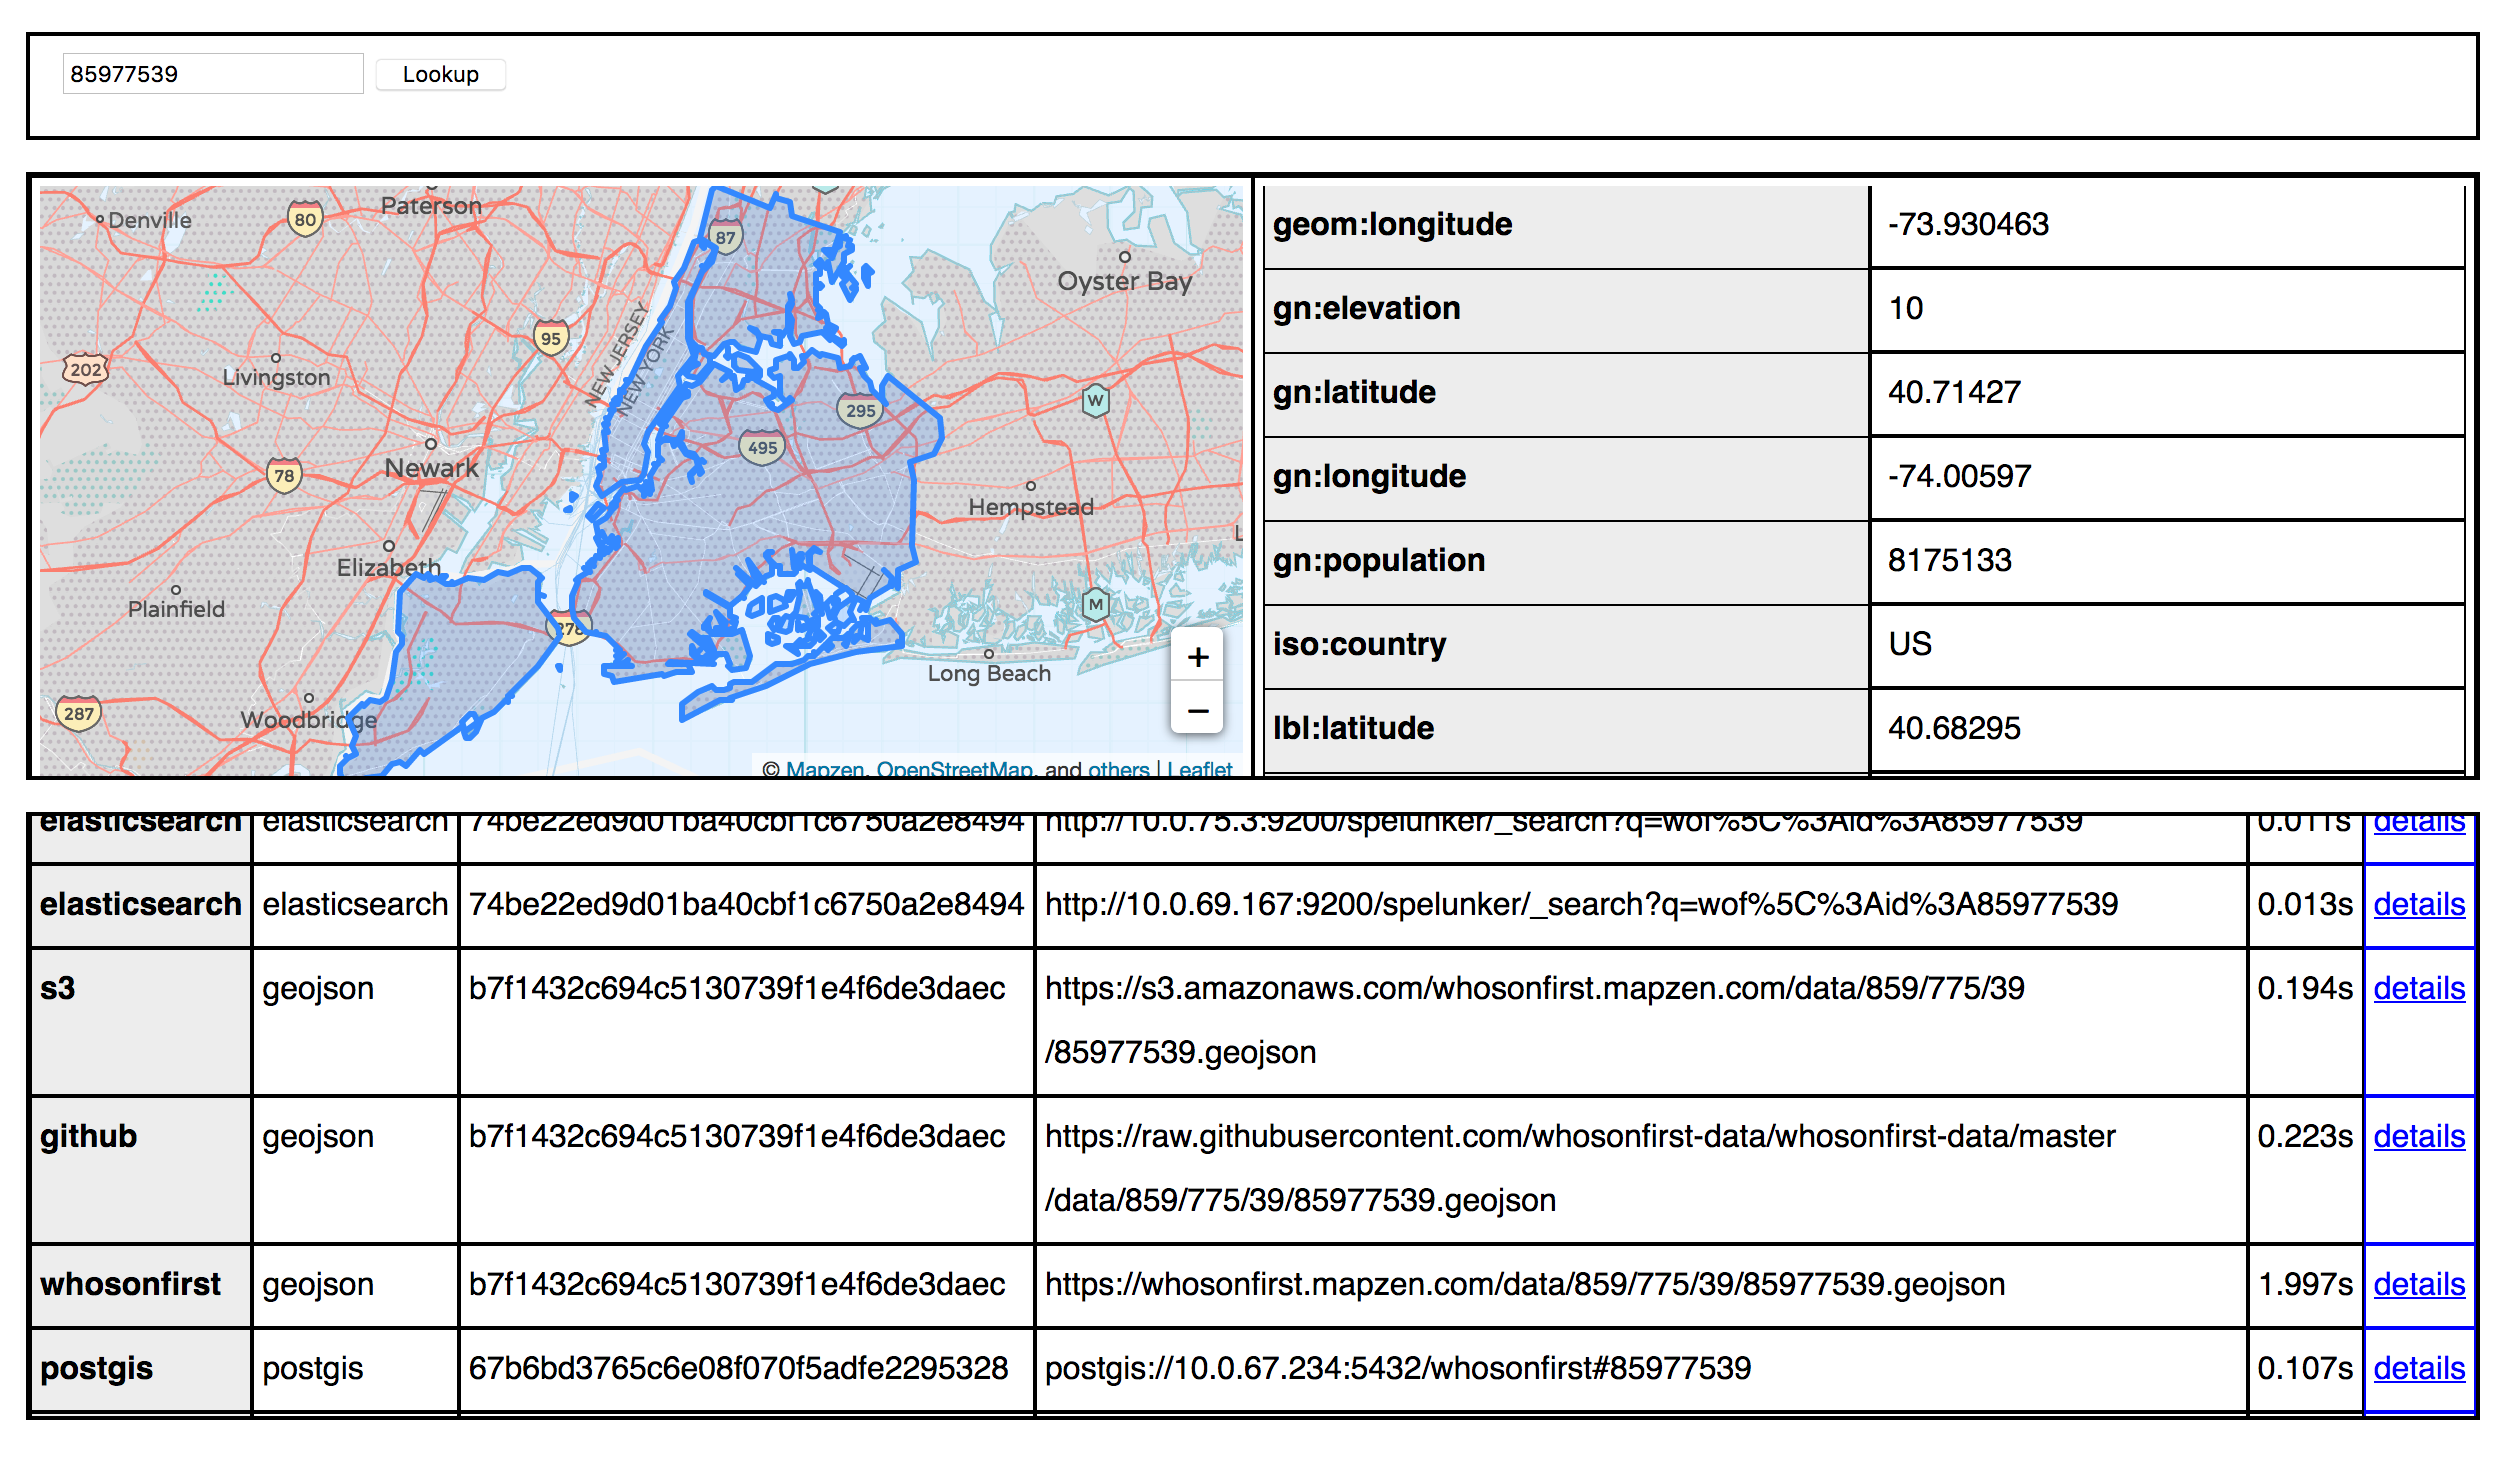 85977539 Lookup
Denville
80
Paterson
87
Oyster Bay
202
Livingston
95
NEW JERSEY
NEW YORK
W
295
495
78
Newark
Hempstead
Elizabeth
Plainfield
278
M
Long Beach
Woodbridge
287
+
−
© Mapzen, OpenStreetMap, and others | Leaflet
geom:longitude -73.930463
gn:elevation 10
gn:latitude 40.71427
gn:longitude -74.00597
gn:population 8175133
iso:country US
lbl:latitude 40.68295
elasticsearch elasticsearch 74be22ed9d01ba40cbf1c6750a2e8494 http://10.0.75.3:9200/spelunker/_search?q=wof%5C%3Aid%3A85977539 0.011s details
elasticsearch elasticsearch 74be22ed9d01ba40cbf1c6750a2e8494 http://10.0.69.167:9200/spelunker/_search?q=wof%5C%3Aid%3A85977539 0.013s details
s3 geojson b7f1432c694c5130739f1e4f6de3daec https://s3.amazonaws.com/whosonfirst.mapzen.com/data/859/775/39 0.194s details
/85977539.geojson
github geojson b7f1432c694c5130739f1e4f6de3daec https://raw.githubusercontent.com/whosonfirst-data/whosonfirst-data/master 0.223s details
/data/859/775/39/85977539.geojson
whosonfirst geojson b7f1432c694c5130739f1e4f6de3daec https://whosonfirst.mapzen.com/data/859/775/39/85977539.geojson 1.997s details
postgis postgis 67b6bd3765c6e08f070f5adfe2295328 postgis://10.0.67.234:5432/whosonfirst#85977539 0.107s details